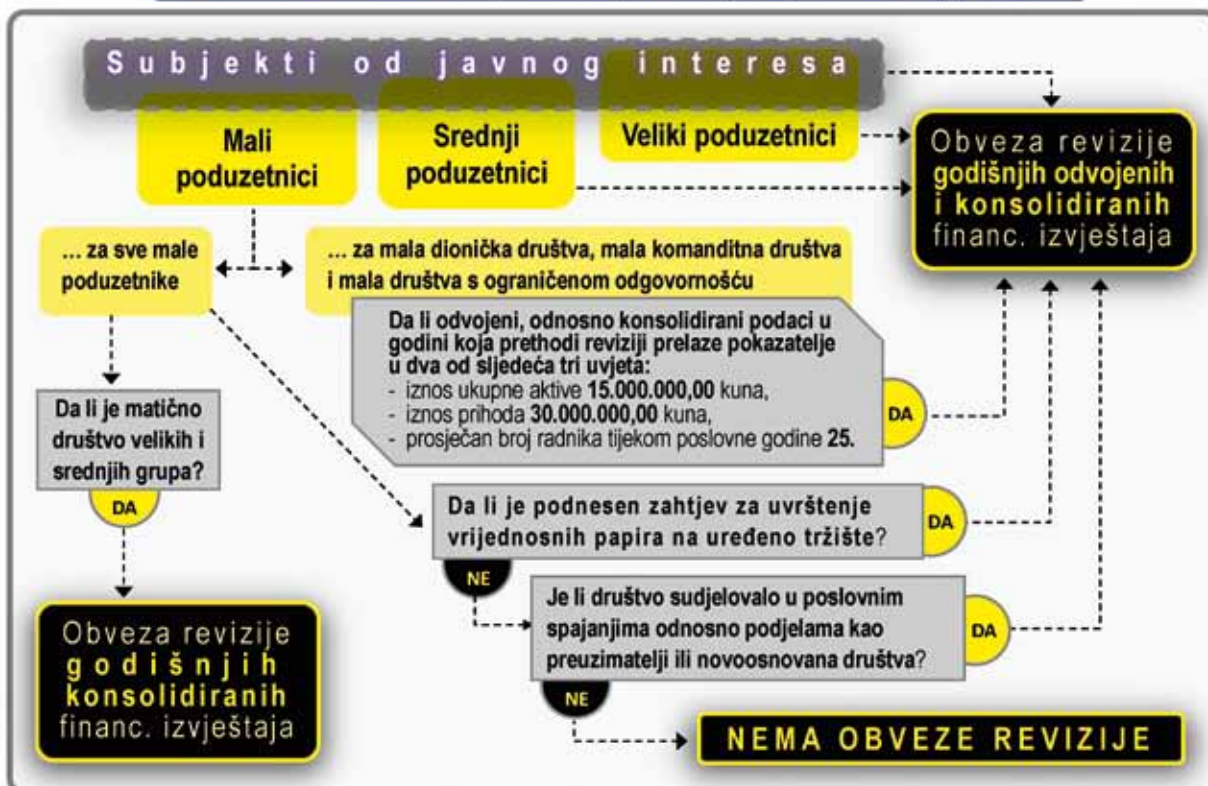 Subjekti od javnog interesa
Mali
poduzetnici
Srednji
poduzetnici
Veliki poduzetnici
Obveza revizije
godišnjih odvojenih
i konsolidiranih
financ. izvještaja
... za sve male
poduzetnike
... za mala dionička društva, mala komanditna društva
i mala društva s ograničenom odgovornošću
Da li odvojeni, odnosno konsolidirani podaci u
godini koja prethodi reviziji prelaze pokazatelje
u dva od sljedeća tri uvjeta:
- iznos ukupne aktive 15.000.000,00 kuna,
- iznos prihoda 30.000.000,00 kuna,
- prosječan broj radnika tijekom poslovne godine 25.
DA
Da li je matično
društvo velikih i
srednjih grupa?
DA
Da li je podnesen zahtjev za uvrštenje
vrijednosnih papira na uređeno tržište?
DA
NE
Je li društvo sudjelovalo u poslovnim
spajanjima odnosno podjelama kao
preuzimatelji ili novoosnovana društva?
DA
NE
Obveza revizije
godišnjih
konsolidiranih
financ. izvještaja
NEMA OBVEZE REVIZIJE